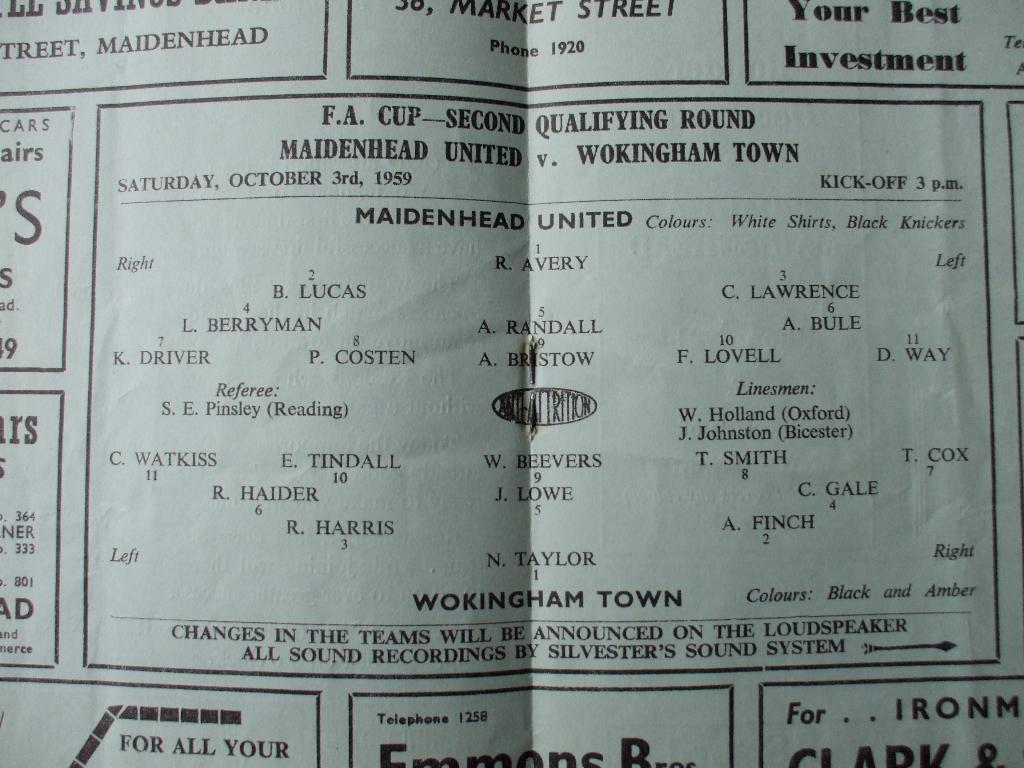 STREET, MAIDENHEAD
MARKET STREET
Phone 1920
Your Best
Investment
CARS
F.A. CUP—SECOND QUALIFYING ROUND
MAIDENHEAD UNITED v. WOKINGHAM TOWN
SATURDAY, OCTOBER 3rd, 1959 KICK-OFF 3 p.m.
MAIDENHEAD UNITED Colours: White Shirts, Black Knickers
1
Right R. AVERY Left
2 3
B. LUCAS C. LAWRENCE
4 5 6
L. BERRYMAN A. RANDALL A. BULE
7 8 9 10 11
K. DRIVER P. COSTEN A. BRISTOW F. LOVELL D. WAY
Referee: Linesmen:
S. E. Pinsley (Reading) W. Holland (Oxford)
J. Johnston (Bicester)
C. WATKISS E. TINDALL W. BEEVERS T. SMITH T. COX
11 10 9 8 7
R. HAIDER J. LOWE C. GALE
6 5 4
R. HARRIS A. FINCH
3 2
Left N. TAYLOR Right
1
WOKINGHAM TOWN Colours: Black and Amber
CHANGES IN THE TEAMS WILL BE ANNOUNCED ON THE LOUDSPEAKER
ALL SOUND RECORDINGS BY SILVESTER'S SOUND SYSTEM
364
333
801
FOR ALL YOUR
Telephone 1258
Emmons Bros
For . . IRONM
CLARK &